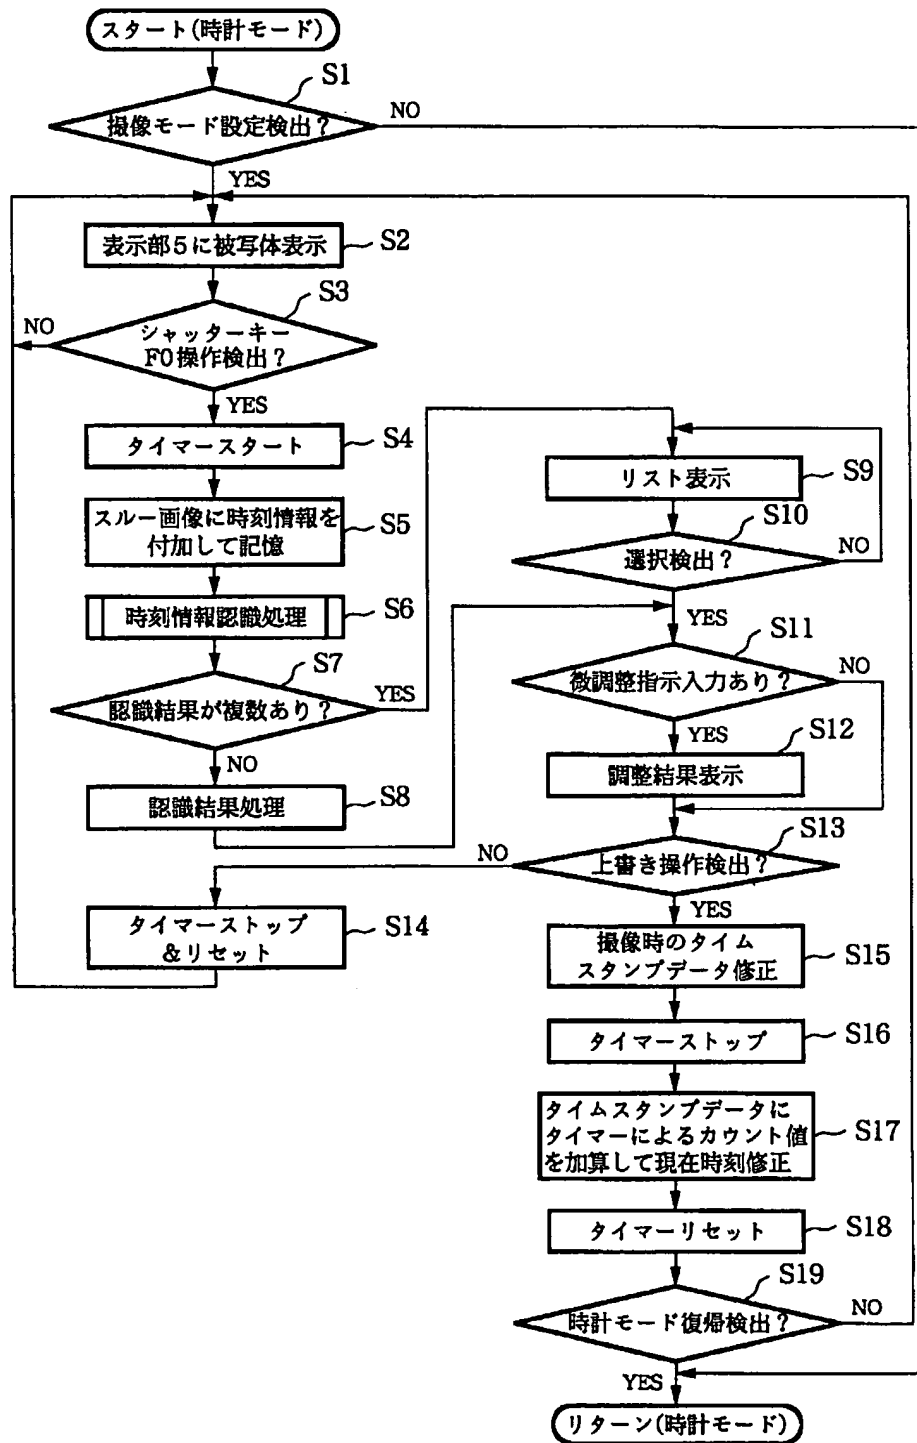 スタート(時計モード)
S1
撮像モード設定検出？
NO
YES
表示部5に被写体表示
S2
S3
NO
シャッターキー
F0操作検出？
YES
タイマースタート
S4
スルー画像に時刻情報を
付加して記憶
S5
時刻情報認識処理
S6
S7
認識結果が複数あり？
YES
NO
認識結果処理
S8
リスト表示
S9
S10
選択検出？
NO
YES
S11
微調整指示入力あり？
NO
YES
S12
調整結果表示
S13
上書き操作検出？
NO
YES
タイマーストップ
＆リセット
S14
撮像時のタイム
スタンプデータ修正
S15
タイマーストップ
S16
タイムスタンプデータに
タイマーによるカウント値
を加算して現在時刻修正
S17
タイマーリセット
S18
S19
時計モード復帰検出？
NO
YES
リターン(時計モード)